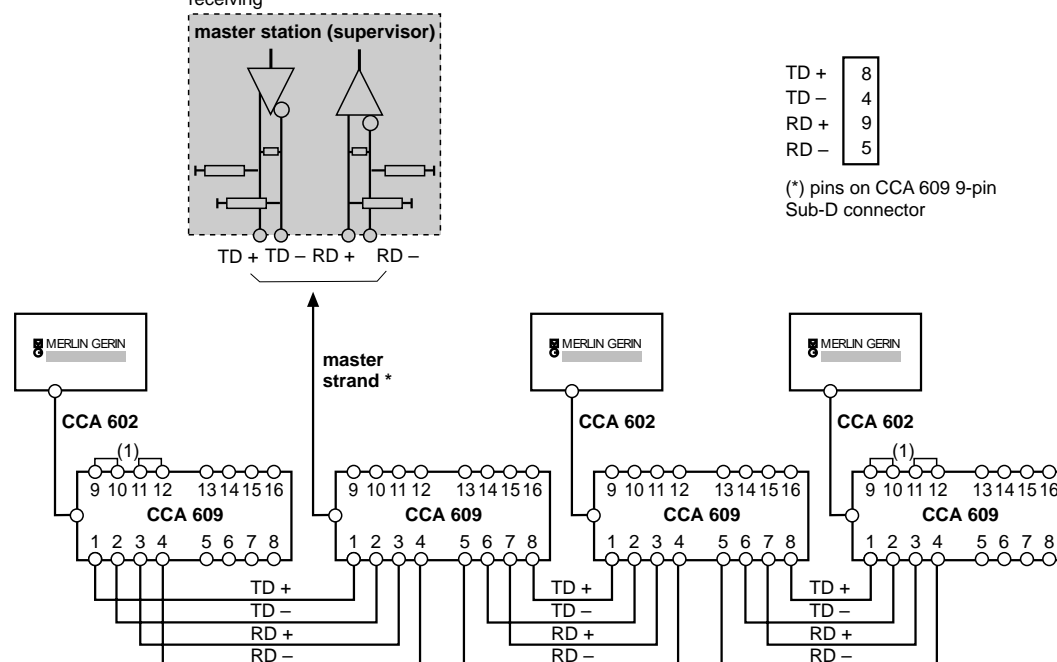 receiving
master station (supervisor)
TD + 8
TD – 4
RD + 9
RD – 5
(*) pins on CCA 609 9-pin
Sub-D connector
TD + TD – RD + RD –
master
strand *
MERLIN GERIN MERLIN GERIN MERLIN GERIN
CCA 602 CCA 602 CCA 602
(1) (1)
9 10 11 12 13 14 15 16 9 10 11 12 13 14 15 16 9 10 11 12 13 14 15 16 9 10 11 12 13 14 15 16
CCA 609 CCA 609 CCA 609 CCA 609
1 2 3 4 5 6 7 8 1 2 3 4 5 6 7 8 1 2 3 4 5 6 7 8 1 2 3 4 5 6 7 8
TD + TD + TD +
TD – TD – TD –
RD + RD + RD +
RD – RD – RD –